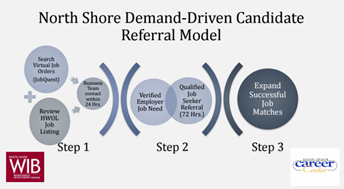 North Shore Demand-Driven Candidate
Referral Model
Search
Virtual Job
Orders
(JobQuest)
Review
HWOL
Job
Listing
Business
Team
contact
within
24 Hrs.
Verified
Employer
Job Need
Qualified
Job
Seeker
Referral
(72 Hrs.)
Expand
Successful
Job
Matches
Step 1
Step 2
Step 3
WIB
career
Center